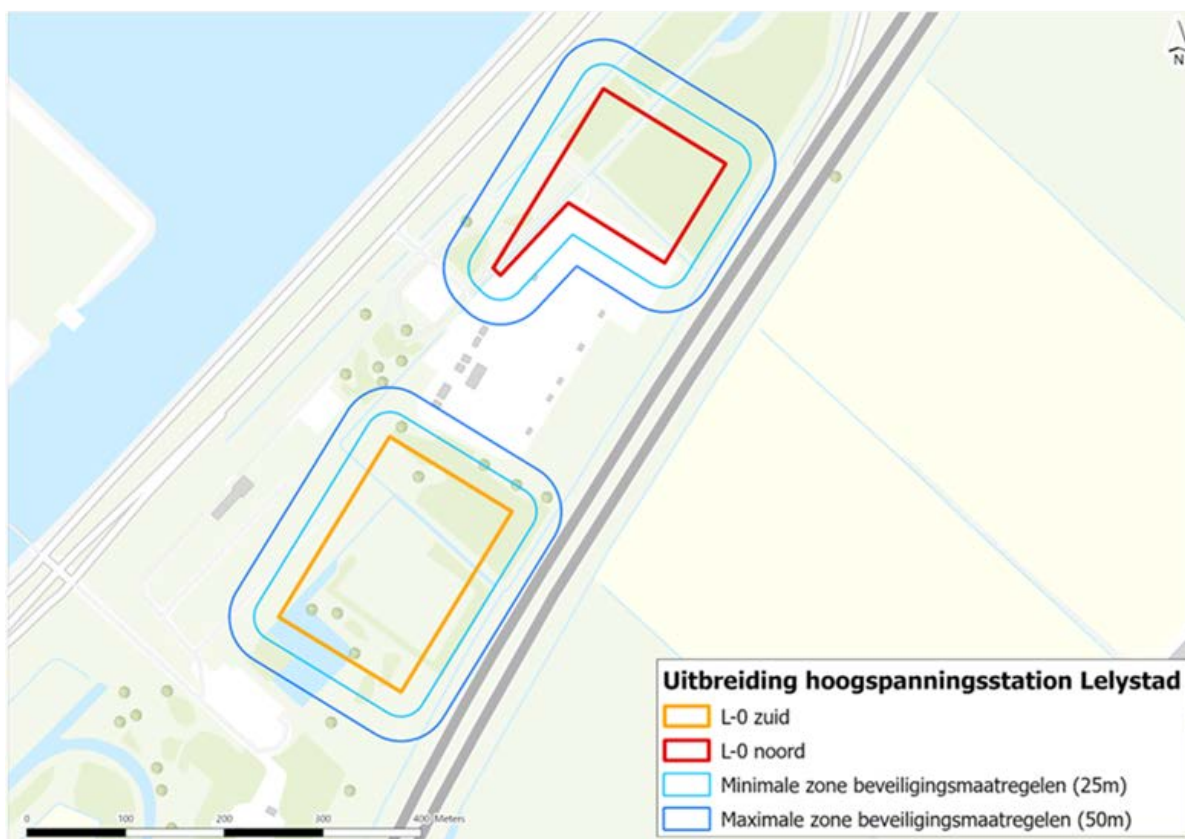 N
Uitbreiding hoogspanningsstation Lelystad
L-0 zuid
L-0 noord
Minimale zone beveiligingsmaatregelen (25m)
Maximale zone beveiligingsmaatregelen (50m)
0 100 200 300 400 Meters